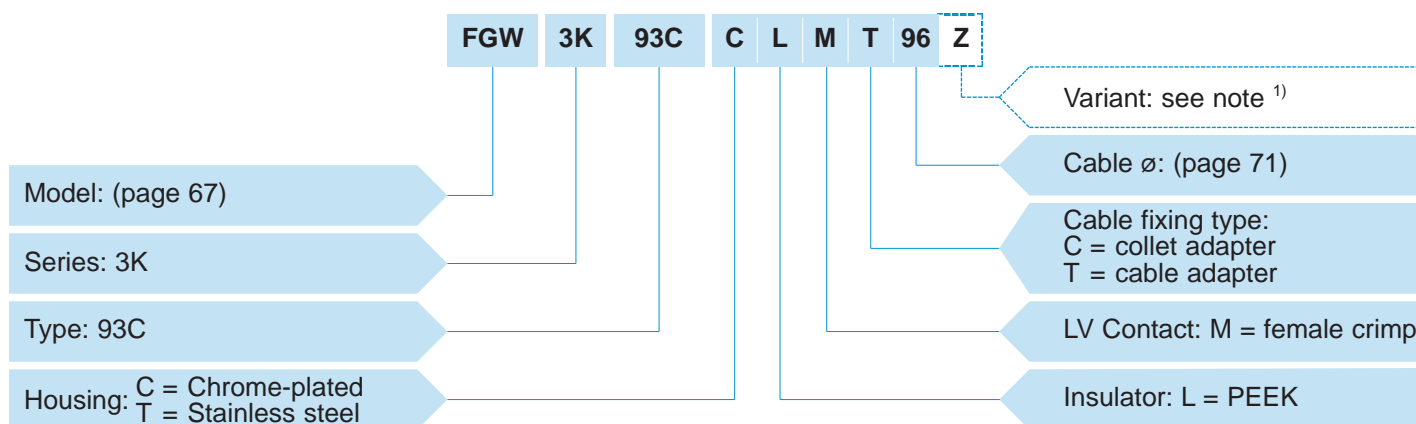 FGW 3K 93C C L M T 96 Z
Variant: see note 1)
Cable ø: (page 71)
Model: (page 67)
Cable fixing type:
C = collet adapter
T = cable adapter
Series: 3K
Type: 93C
LV Contact: M = female crimp
Housing: C = Chrome-plated
T = Stainless steel
Insulator: L = PEEK